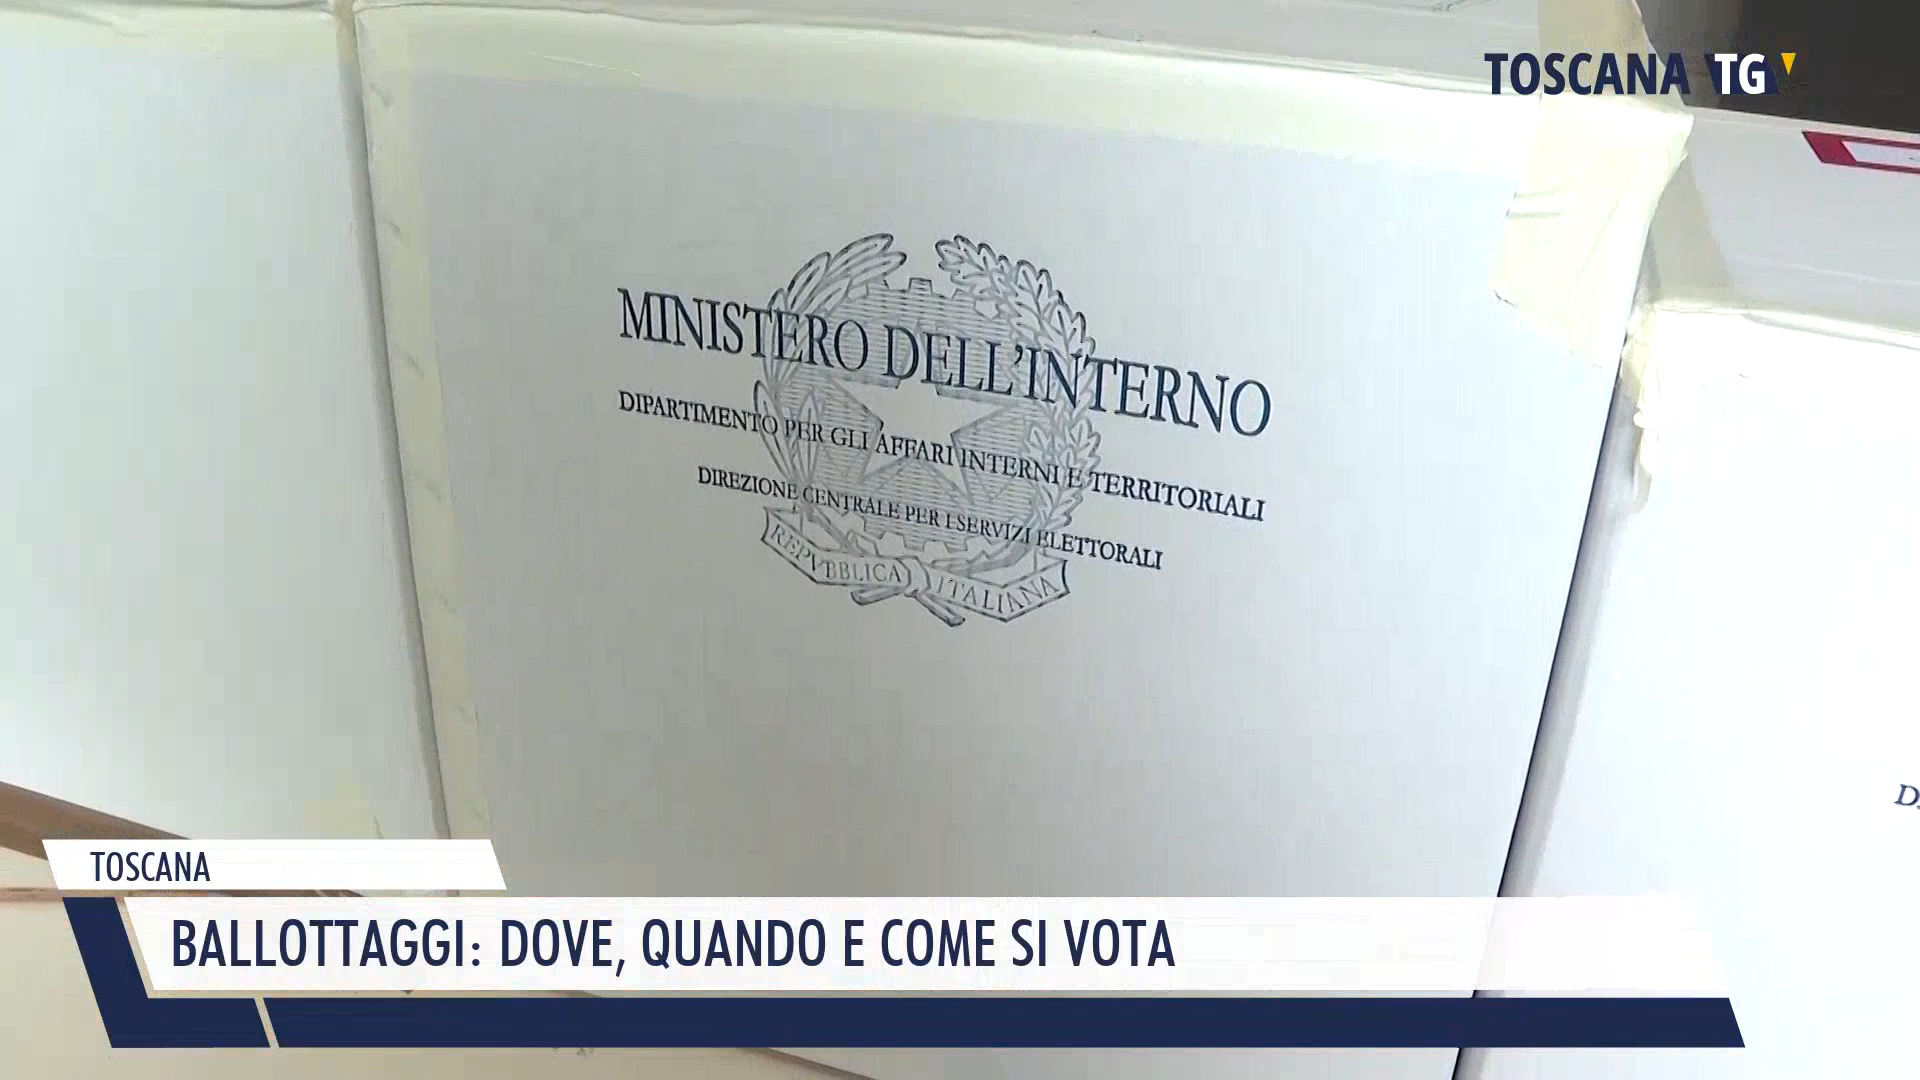 TOSCANA TG
MINISTERO DELL'INTERNO
DIPARTIMENTO PER GLI AFFARI INTERNI E TERRITORIALI
DIREZIONE CENTRALE PER I SERVIZI ELETTORALI
REPVBBLICA ITALIANA
TOSCANA
BALLOTTAGGI: DOVE, QUANDO E COME SI VOTA